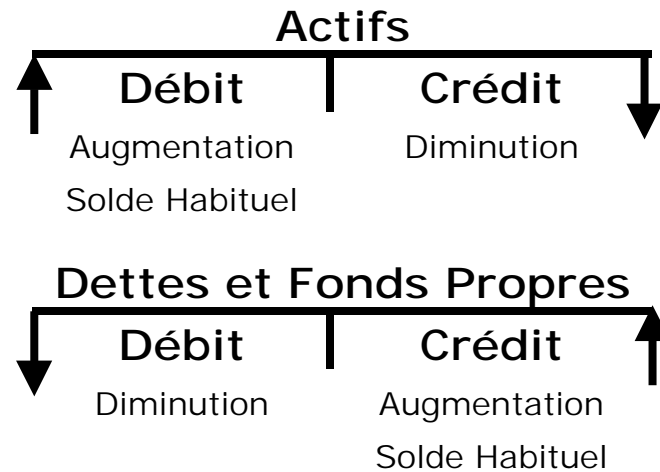 Actifs
Débit Crédit
Augmentation Diminution
Solde Habituel
Dettes et Fonds Propres
Débit Crédit
Diminution Augmentation
Solde Habituel